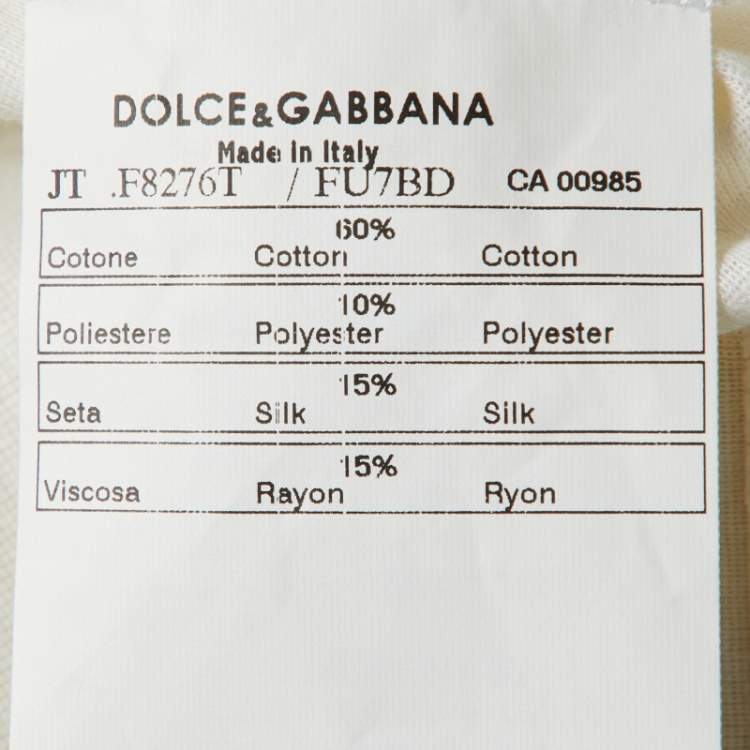 DOLCE&GABBANA
Made in Italy
JT .F8276T / FU7BD CA 00985
60%
Cotone Cotton Cotton
10%
Poliestere Polyester Polyester
15%
Seta Silk Silk
15%
Viscosa Rayon Ryon